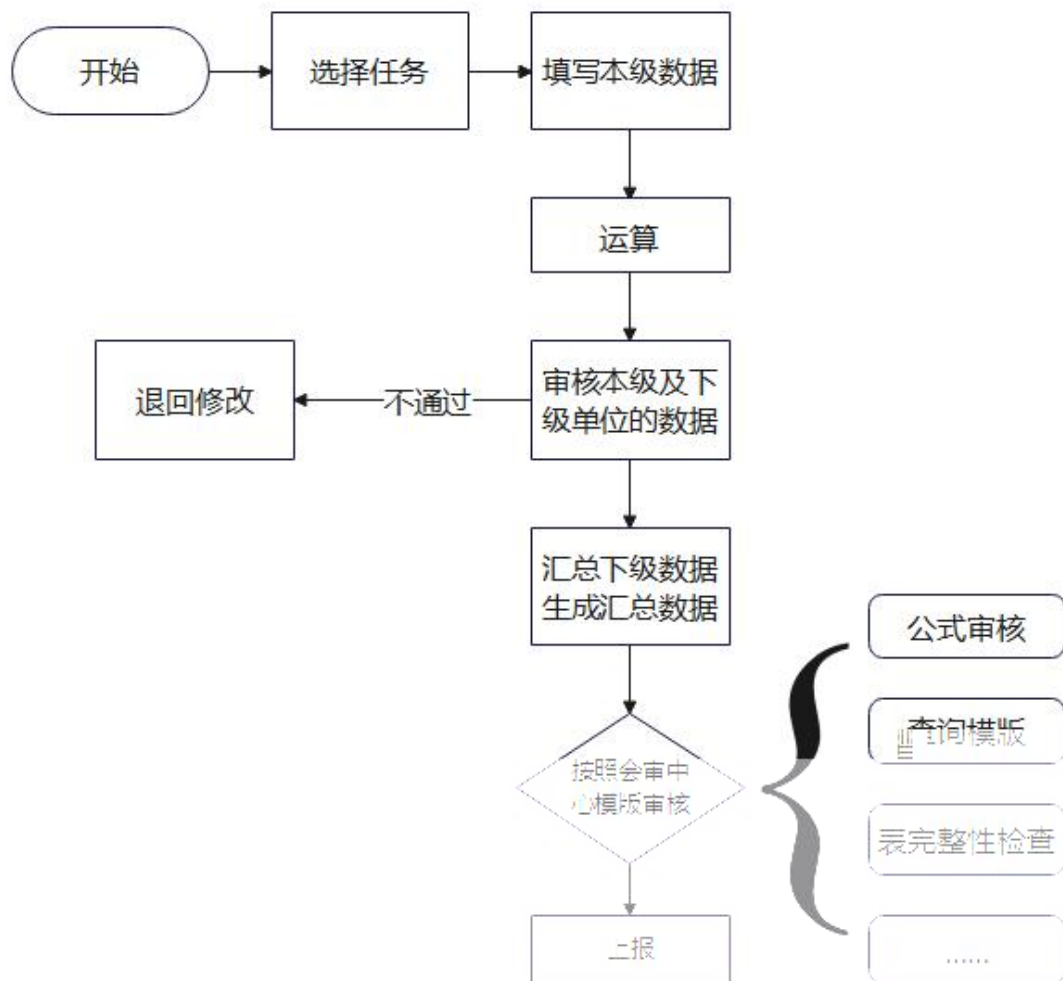 开始
选择任务
填写本级数据
运算
审核本级及下
级单位的数据
不通过
退回修改
汇总下级数据
生成汇总数据
按照会审中
心模版审核
公式审核
查询模版
表完整性检查
……
上报